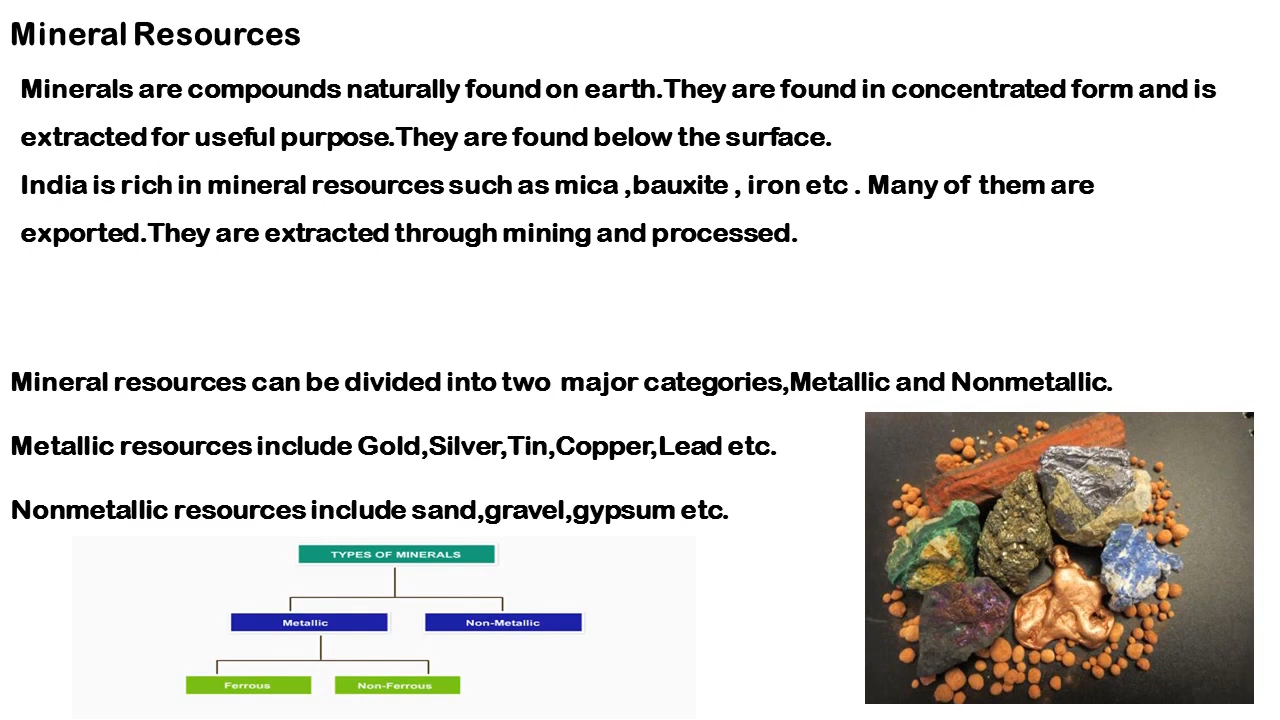 Mineral Resources
Minerals are compounds naturally found on earth.They are found in concentrated form and is
extracted for useful purpose.They are found below the surface.
India is rich in mineral resources such as mica ,bauxite , iron etc . Many of them are
exported.They are extracted through mining and processed.
Mineral resources can be divided into two major categories,Metallic and Nonmetallic.
Metallic resources include Gold,Silver,Tin,Copper,Lead etc.
Nonmetallic resources include sand,gravel,gypsum etc.
TYPES OF MINERALS
Metallic
Non-Metallic
Ferrous
Non-Ferrous